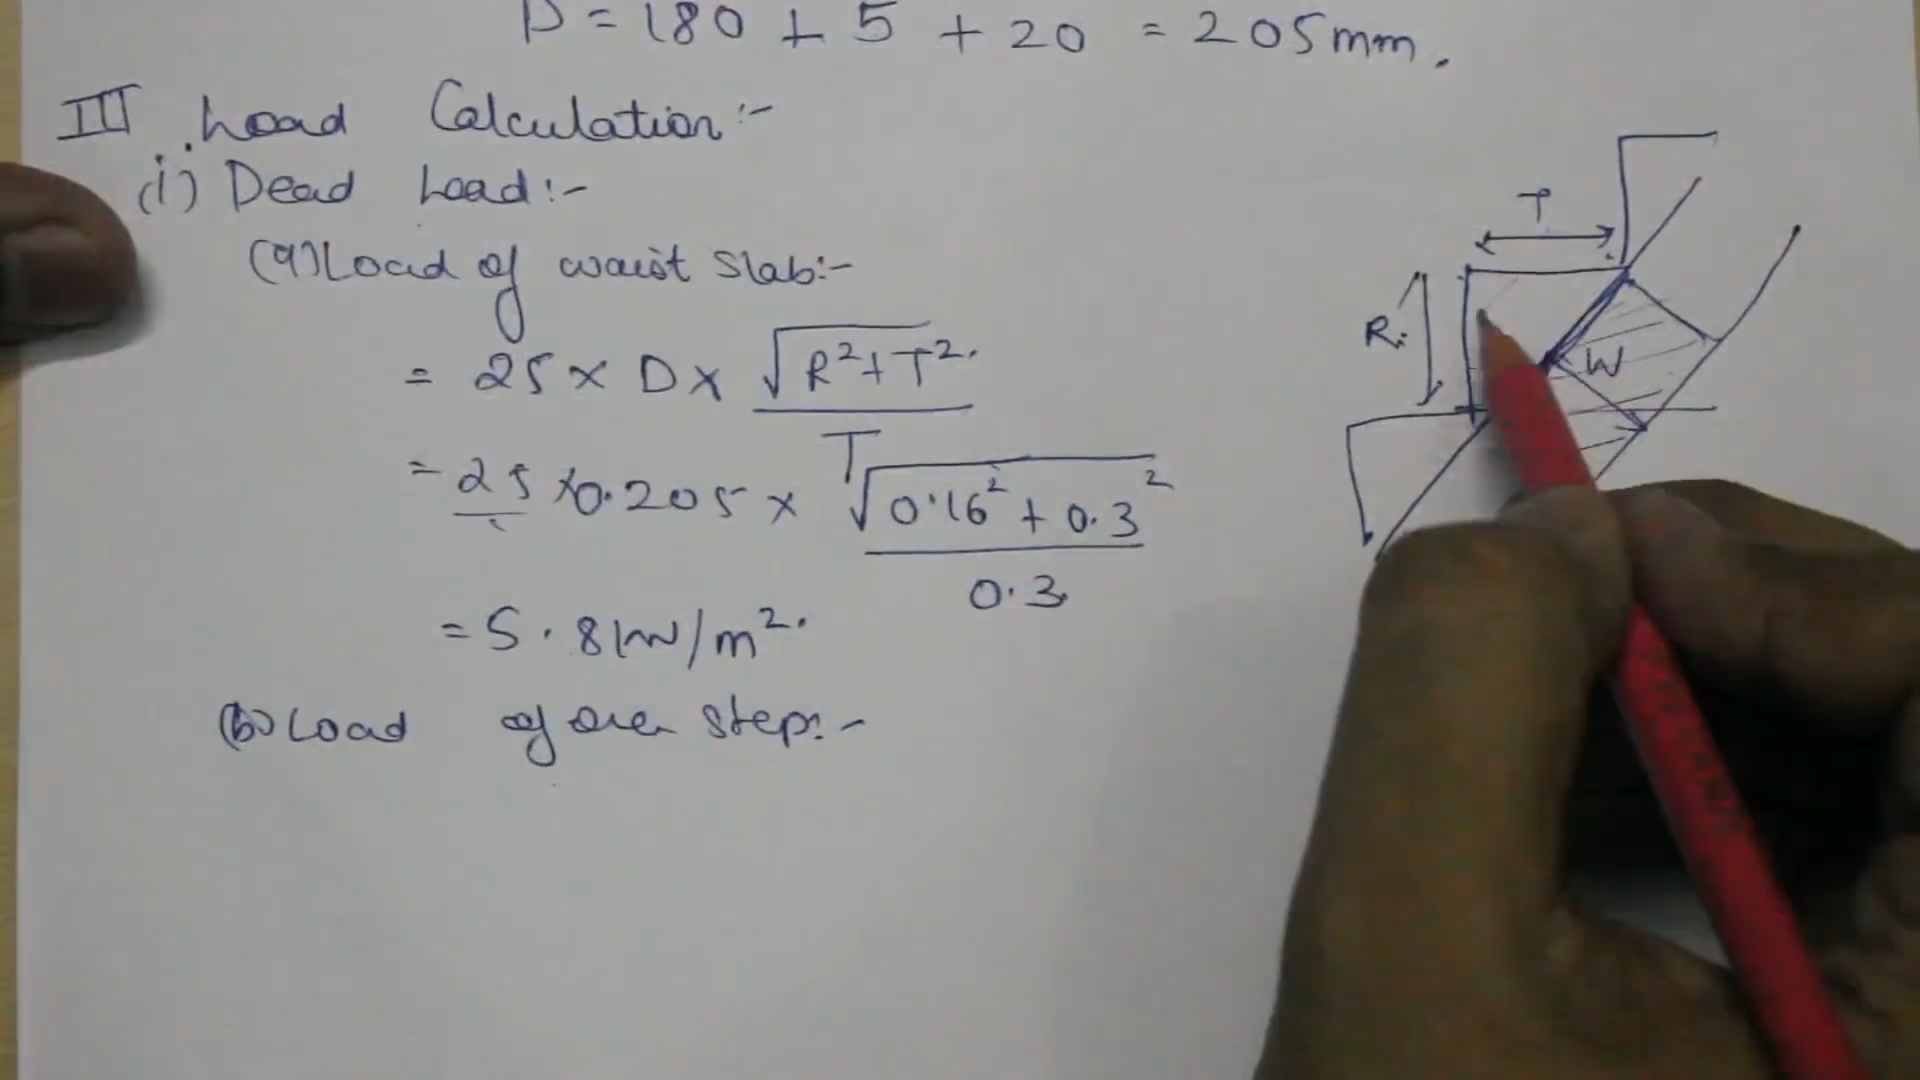 D = 180 + 5 + 20 = 205mm.
III. Load Calculation:-
(i) Dead Load:-
(a) Load of waist slab:-
= 25 × D × √R²+T² / T
= 25 × 0.205 × √0.16² + 0.3² / 0.3
= 5.8 kN/m².
(b) Load of one step:-
T
R
W